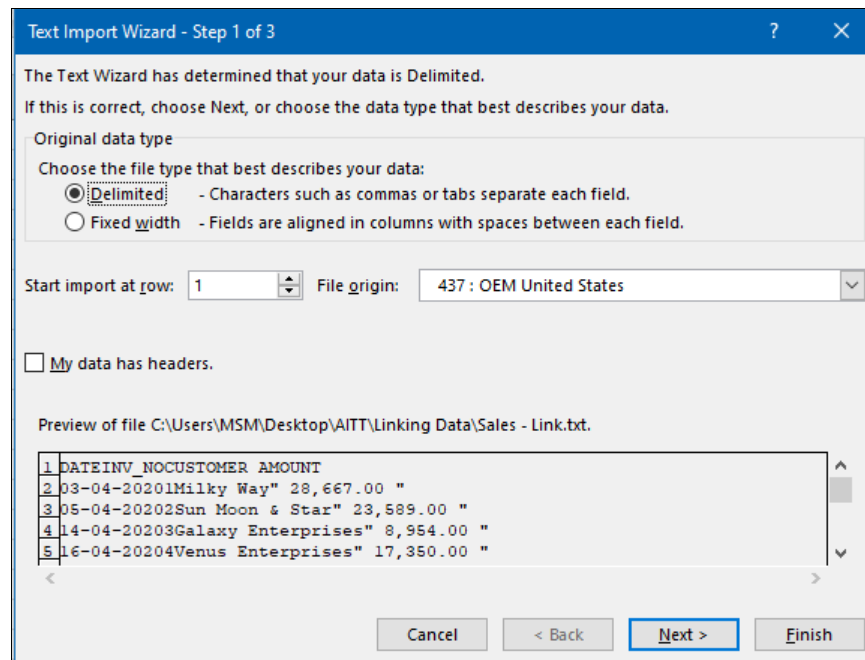 Text Import Wizard - Step 1 of 3 ?
The Text Wizard has determined that your data is Delimited.
If this is correct, choose Next, or choose the data type that best describes your data.
Original data type
Choose the file type that best describes your data:
Delimited - Characters such as commas or tabs separate each field.
Fixed width - Fields are aligned in columns with spaces between each field.
Start import at row: 1 File origin: 437 : OEM United States
My data has headers.
Preview of file C:\Users\MSM\Desktop\AITT\Linking Data\Sales - Link.txt.
1 DATEINV_NOCUSTOMER AMOUNT
2 03-04-20201Milky Way" 28,667.00 "
3 05-04-20202Sun Moon & Star" 23,589.00 "
4 14-04-20203Galaxy Enterprises" 8,954.00 "
5 16-04-20204Venus Enterprises" 17,350.00 "
Cancel < Back Next > Finish